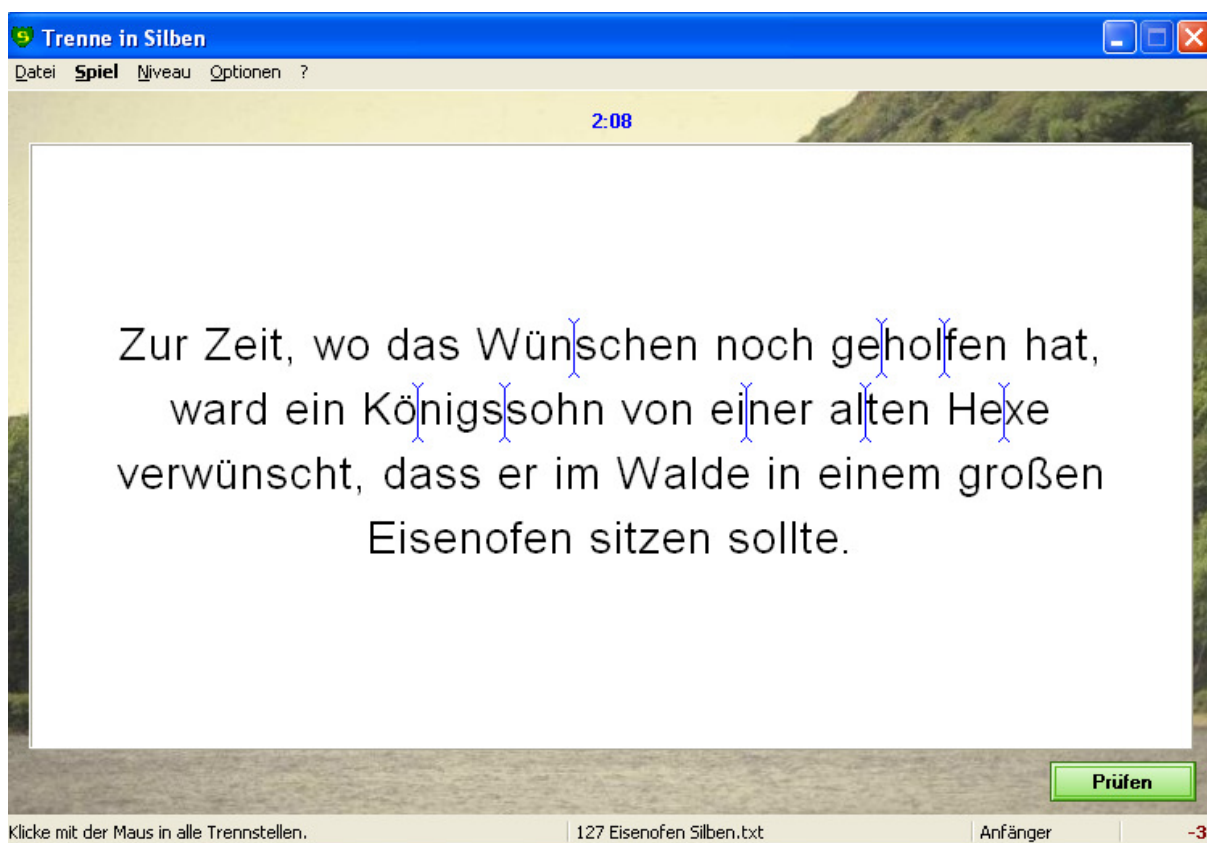 Trenne in Silben
Datei Spiel Niveau Optionen ?
2:08
Zur Zeit, wo das Wünschen noch geholfen hat,
ward ein Königssohn von einer alten Hexe
verwünscht, dass er im Walde in einem großen
Eisenofen sitzen sollte.
Prüfen
Klicke mit der Maus in alle Trennstellen. 127 Eisenofen Silben.txt Anfänger -3